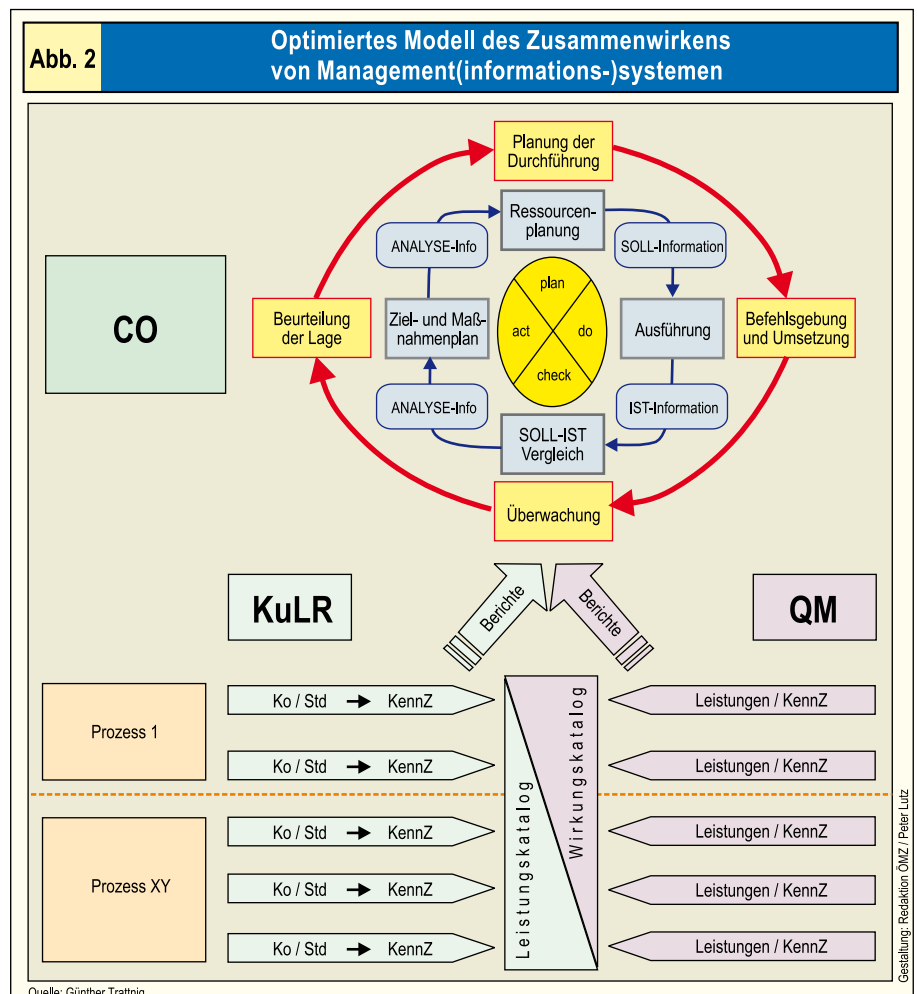 Abb. 2
Optimiertes Modell des Zusammenwirkens
von Management(informations-)systemen
Planung der
Durchführung
Ressourcen-
planung
ANALYSE-Info
SOLL-Information
plan
CO
Beurteilung
der Lage
Ziel- und Maß-
nahmenplan
act
do
Ausführung
Befehlsgebung
und Umsetzung
check
ANALYSE-Info
IST-Information
SOLL-IST
Vergleich
Überwachung
KuLR
Berichte
Berichte
QM
Prozess 1
Ko / Std → KennZ
Leistungen / KennZ
Ko / Std → KennZ
Leistungen / KennZ
Leistungskatalog
Wirkungskatalog
Prozess XY
Ko / Std → KennZ
Leistungen / KennZ
Ko / Std → KennZ
Leistungen / KennZ
Ko / Std → KennZ
Leistungen / KennZ
Quelle: Günther Trattnig
Gestaltung: Redaktion ÖMZ / Peter Lutz